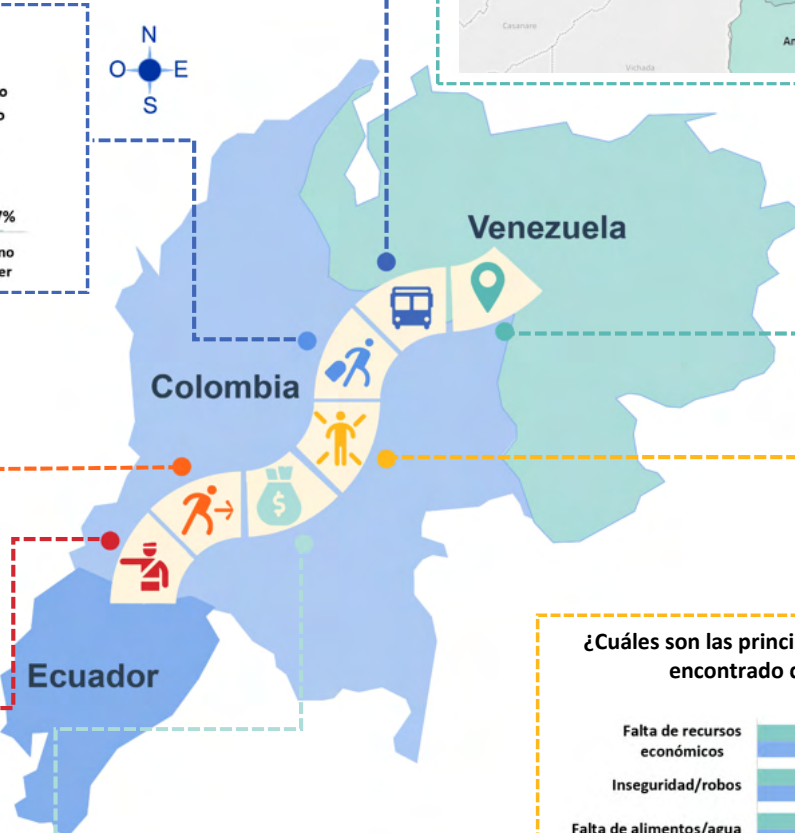 Casanare
Vichada
N
O
E
S
7%
Venezuela
Colombia
$
Ecuador
¿Cuáles son las princi
encontrado
Falta de recursos
económicos
Inseguridad/robos
Falta de alimentos/agua